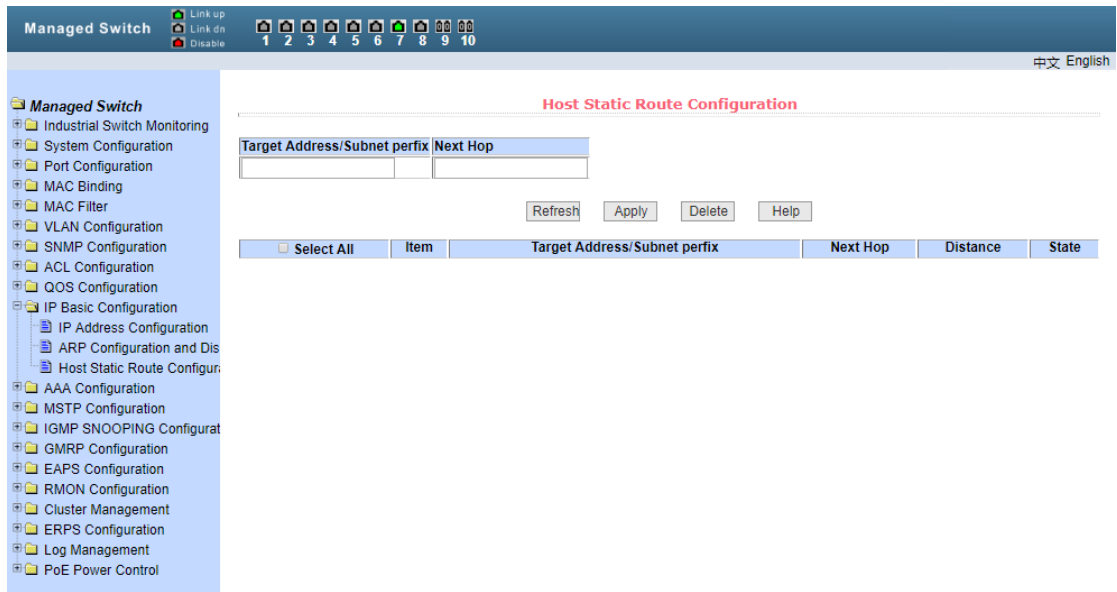 Managed Switch
Link up
Link dn
Disable
1 2 3 4 5 6 7 8 9 10
中文 English
Managed Switch
Industrial Switch Monitoring
System Configuration
Port Configuration
MAC Binding
MAC Filter
VLAN Configuration
SNMP Configuration
ACL Configuration
QOS Configuration
IP Basic Configuration
IP Address Configuration
ARP Configuration and Dis
Host Static Route Configura
AAA Configuration
MSTP Configuration
IGMP SNOOPING Configurat
GMRP Configuration
EAPS Configuration
RMON Configuration
Cluster Management
ERPS Configuration
Log Management
PoE Power Control
Host Static Route Configuration
Target Address/Subnet perfix Next Hop
Refresh Apply Delete Help
Select All Item Target Address/Subnet perfix Next Hop Distance State